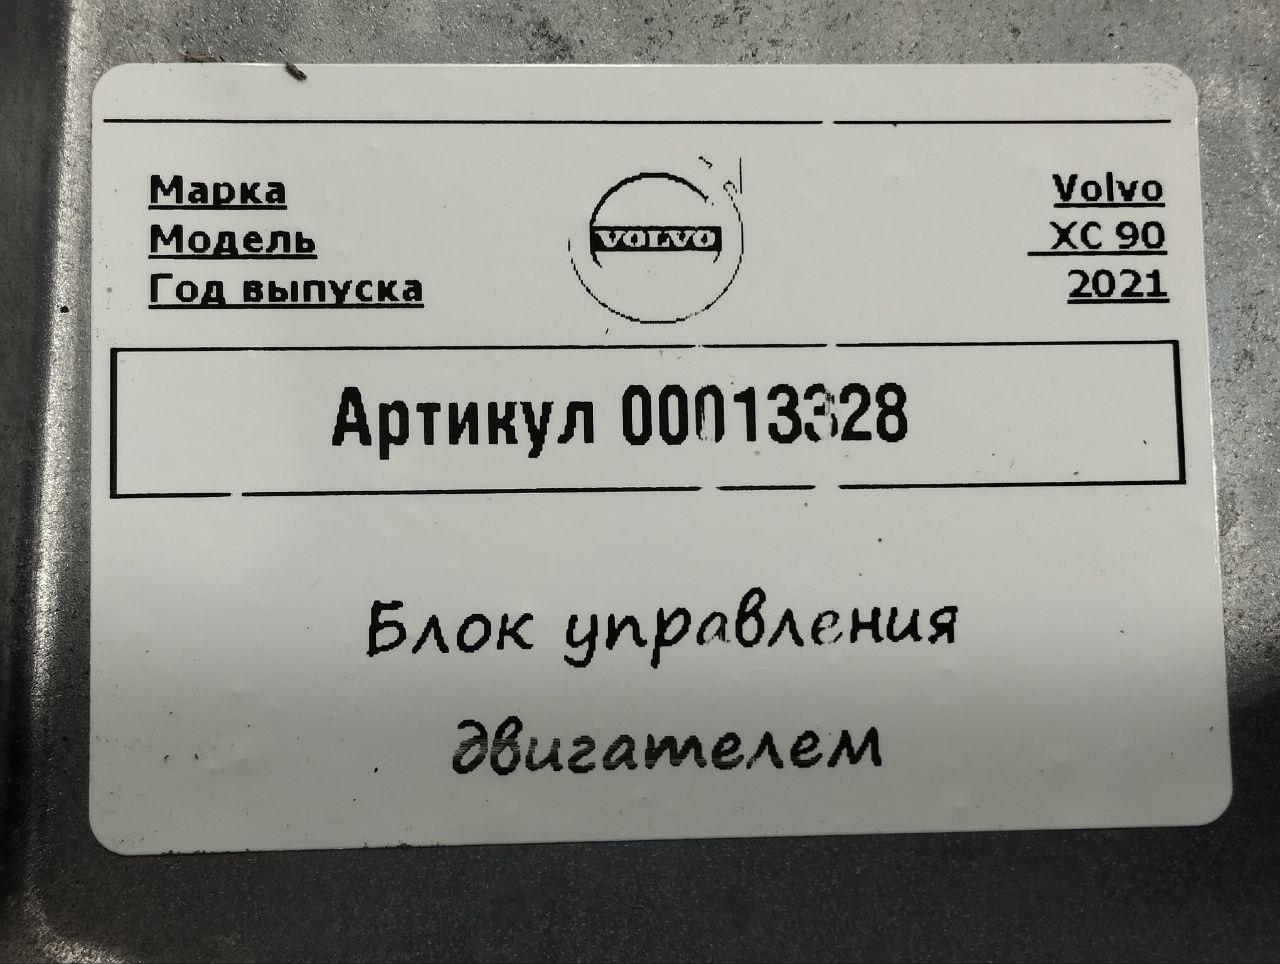 Марка VOLVO Volvo
Модель XC 90
Год выпуска 2021
Артикул 00013328
Блок управления
двигателем